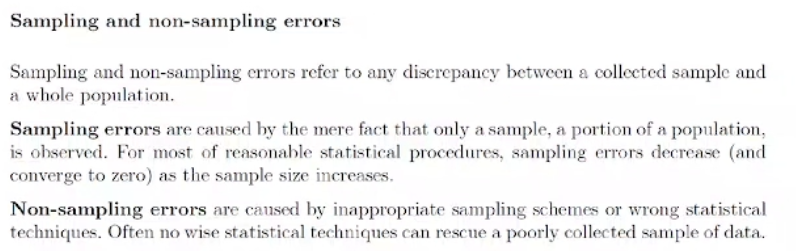 Sampling and non-sampling errors
Sampling and non-sampling errors refer to any discrepancy between a collected sample and
a whole population.
Sampling errors are caused by the mere fact that only a sample, a portion of a population,
is observed. For most of reasonable statistical procedures, sampling errors decrease (and
converge to zero) as the sample size increases.
Non-sampling errors are caused by inappropriate sampling schemes or wrong statistical
techniques. Often no wise statistical techniques can rescue a poorly collected sample of data.